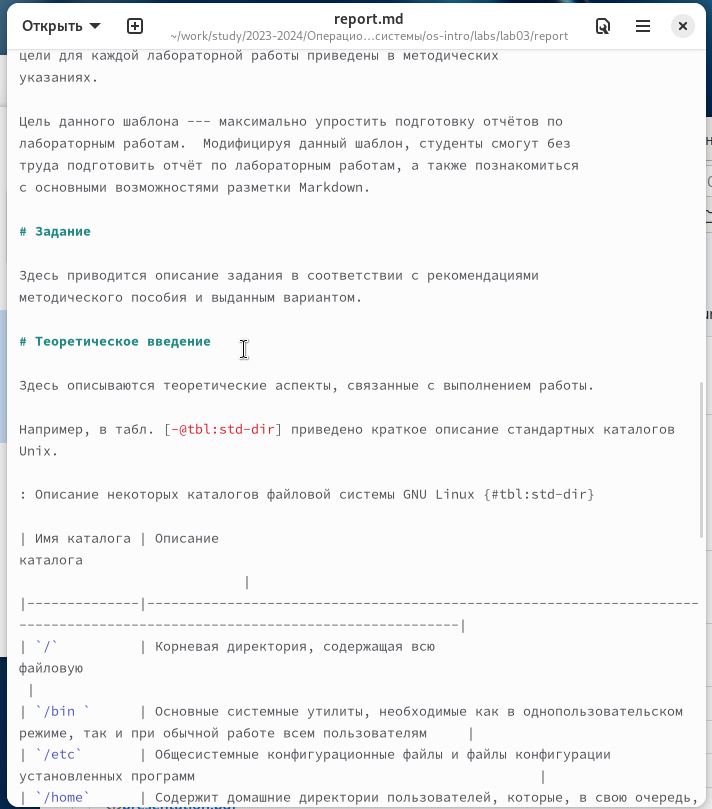 Открыть
report.md
~/work/study/2023-2024/Операцио…системы/os-intro/labs/lab03/report
цели для каждой лабораторной работы приведены в методических
указаниях.
Цель данного шаблона --- максимально упростить подготовку отчётов по
лабораторным работам.  Модифицируя данный шаблон, студенты смогут без
труда подготовить отчёт по лабораторным работам, а также познакомиться
с основными возможностями разметки Markdown.
# Задание
Здесь приводится описание задания в соответствии с рекомендациями
методического пособия и выданным вариантом.
# Теоретическое введение
Здесь описываются теоретические аспекты, связанные с выполнением работы.
Например, в табл. [-@tbl:std-dir] приведено краткое описание стандартных каталогов
Unix.
: Описание некоторых каталогов файловой системы GNU Linux {#tbl:std-dir}
| Имя каталога | Описание
каталога
|
|--------------|---------------------------------------------------------------------
-------------------------------------------------------|
| `/`          | Корневая директория, содержащая всю
файловую
|
| `/bin `      | Основные системные утилиты, необходимые как в однопользовательском
режиме, так и при обычной работе всем пользователям     |
| `/etc`       | Общесистемные конфигурационные файлы и файлы конфигурации
установленных программ                                           |
| `/home`      | Содержит домашние директории пользователей, которые, в свою очередь,